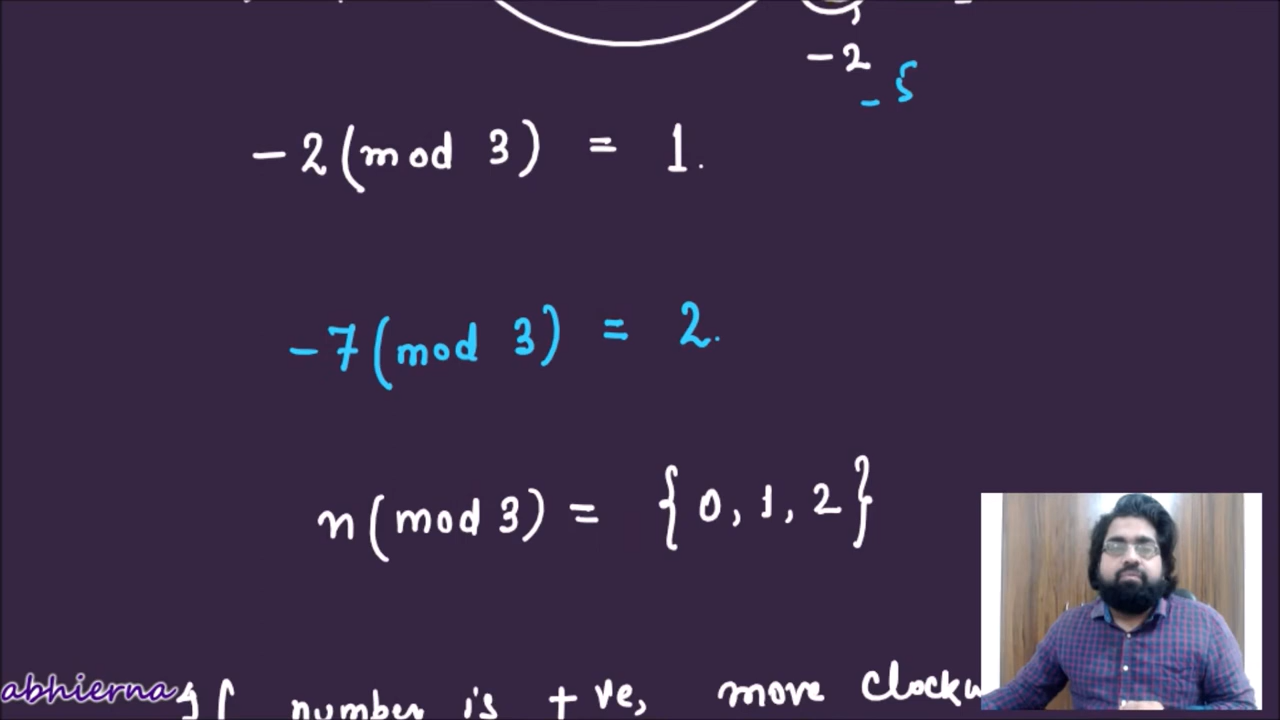 -2
-5
-2(mod 3) = 1.
-7(mod 3) = 2.
n(mod 3) = {0, 1, 2}
abhierna
number is +ve, move